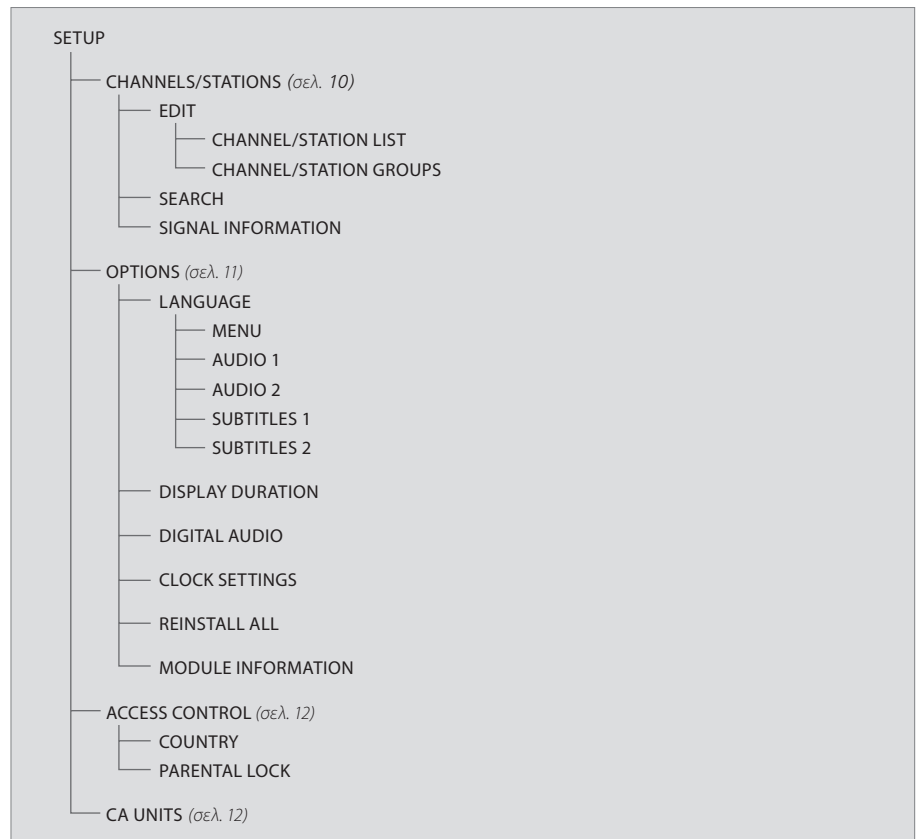 SETUP
CHANNELS/STATIONS (σελ. 10)
EDIT
CHANNEL/STATION LIST
CHANNEL/STATION GROUPS
SEARCH
SIGNAL INFORMATION
OPTIONS (σελ. 11)
LANGUAGE
MENU
AUDIO 1
AUDIO 2
SUBTITLES 1
SUBTITLES 2
DISPLAY DURATION
DIGITAL AUDIO
CLOCK SETTINGS
REINSTALL ALL
MODULE INFORMATION
ACCESS CONTROL (σελ. 12)
COUNTRY
PARENTAL LOCK
CA UNITS (σελ. 12)